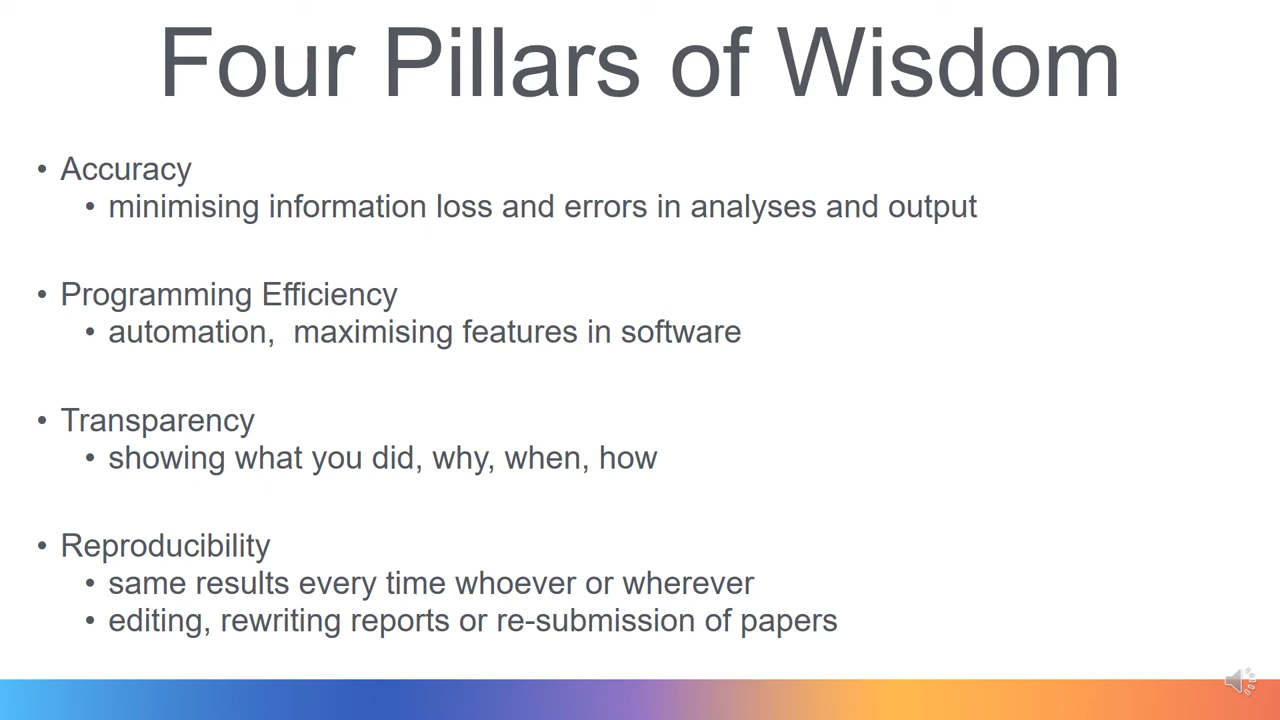 Four Pillars of Wisdom
• Accuracy
• minimising information loss and errors in analyses and output
• Programming Efficiency
• automation,  maximising features in software
• Transparency
• showing what you did, why, when, how
• Reproducibility
• same results every time whoever or wherever
• editing, rewriting reports or re-submission of papers